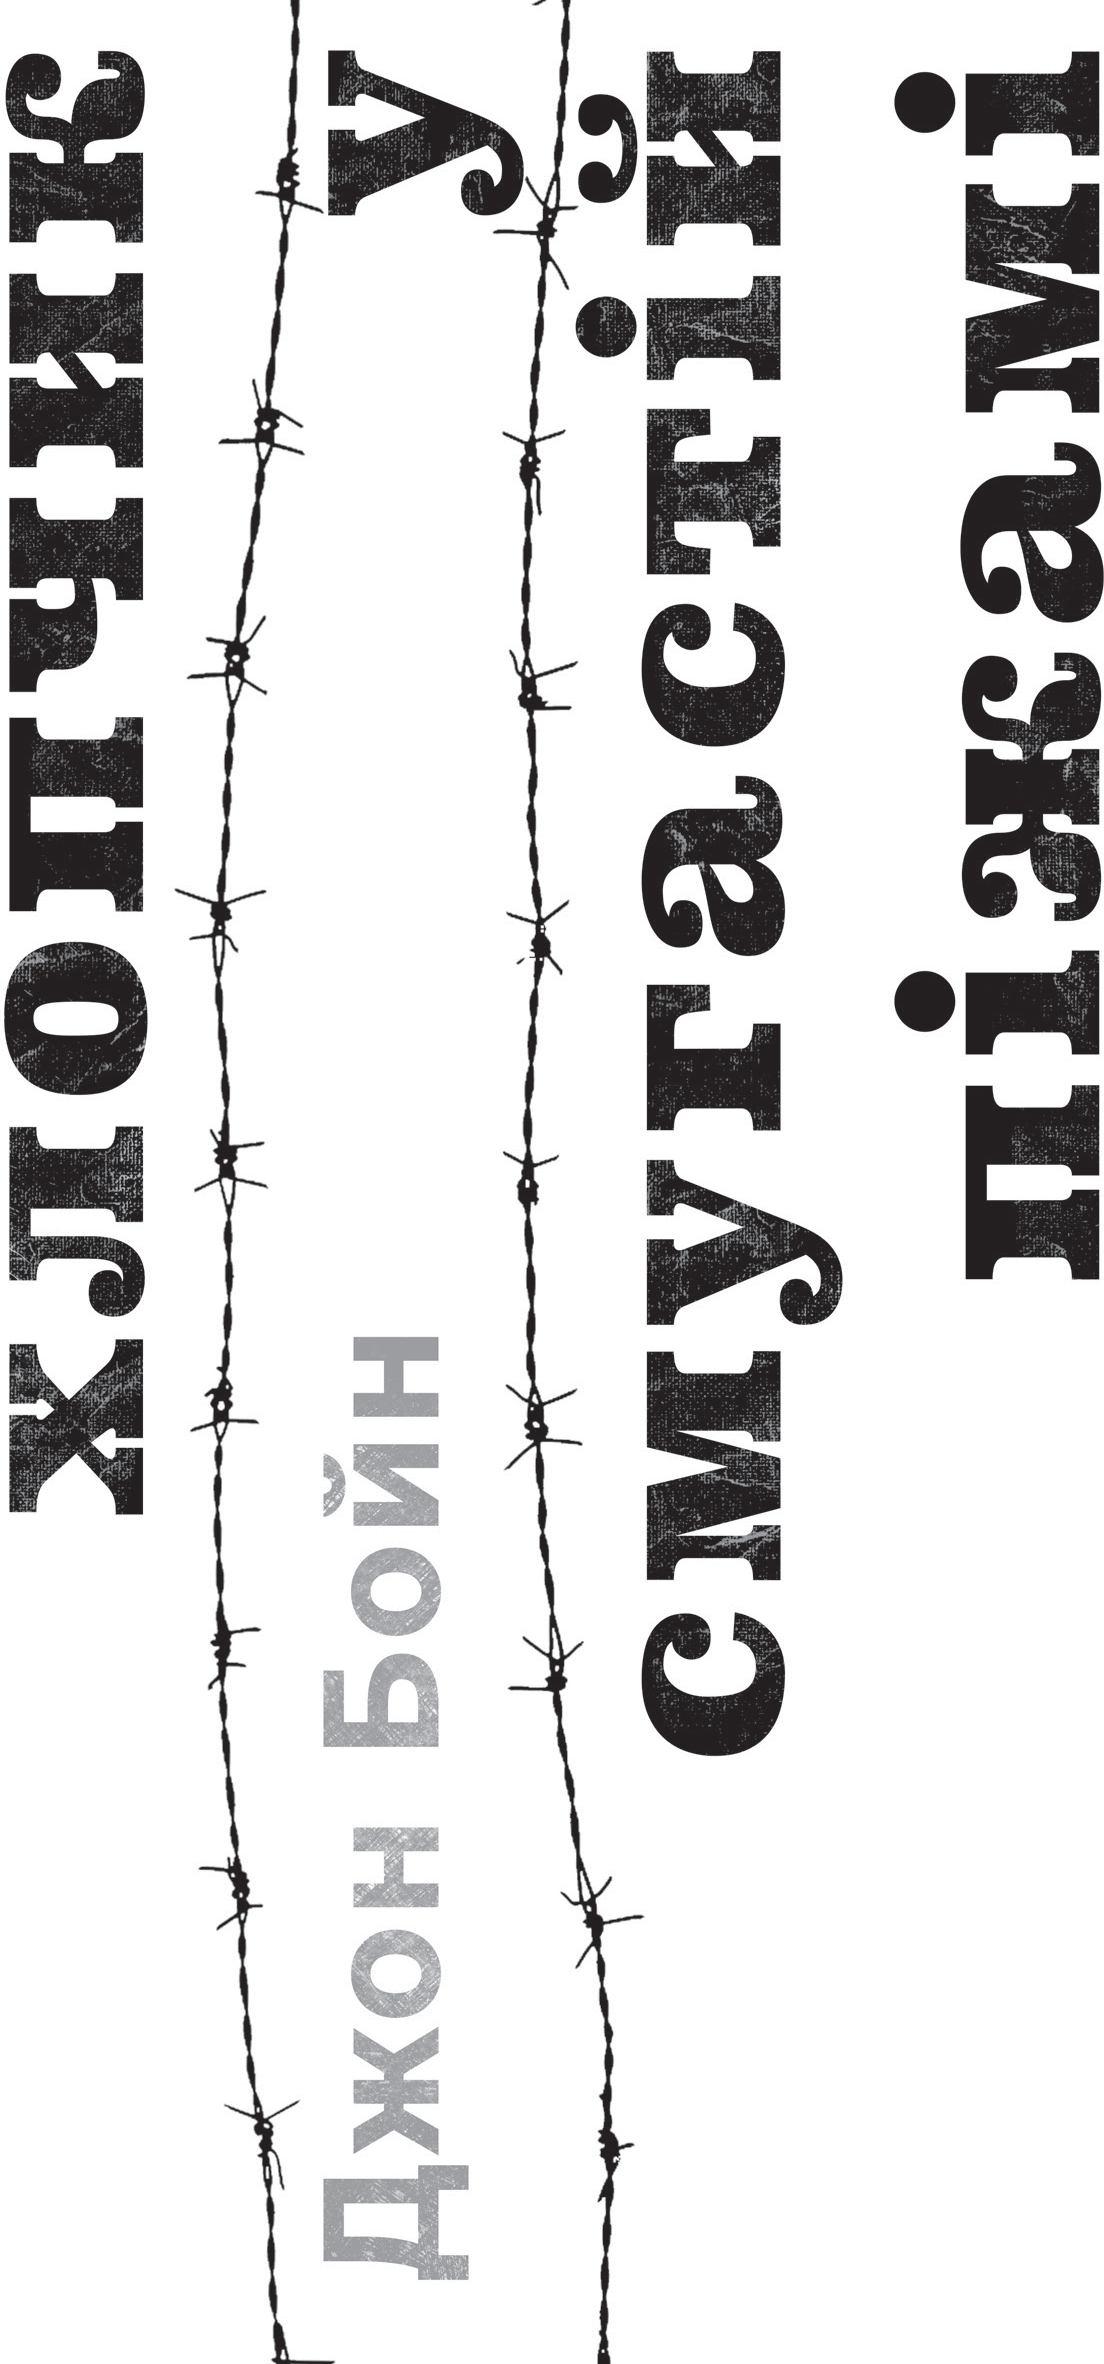 хлопчик
у
Джон Бойн
смугастій
піжамі